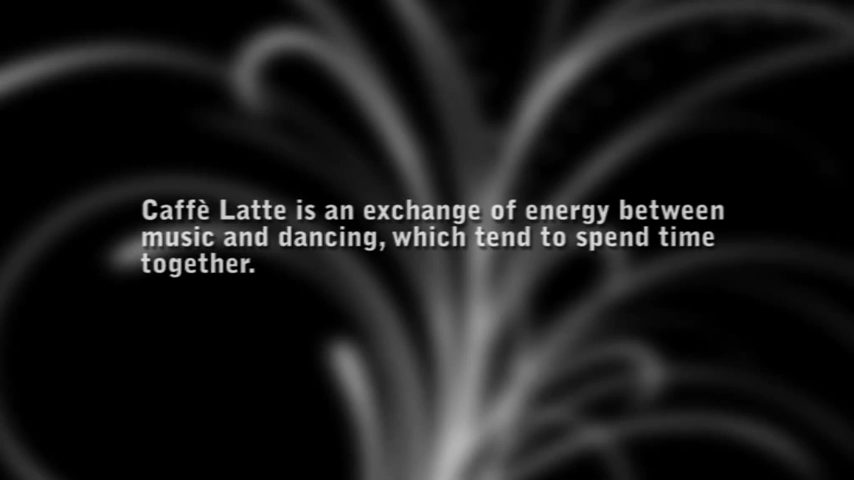 Caffè Latte is an exchange of energy between
music and dancing, which tend to spend time
together.